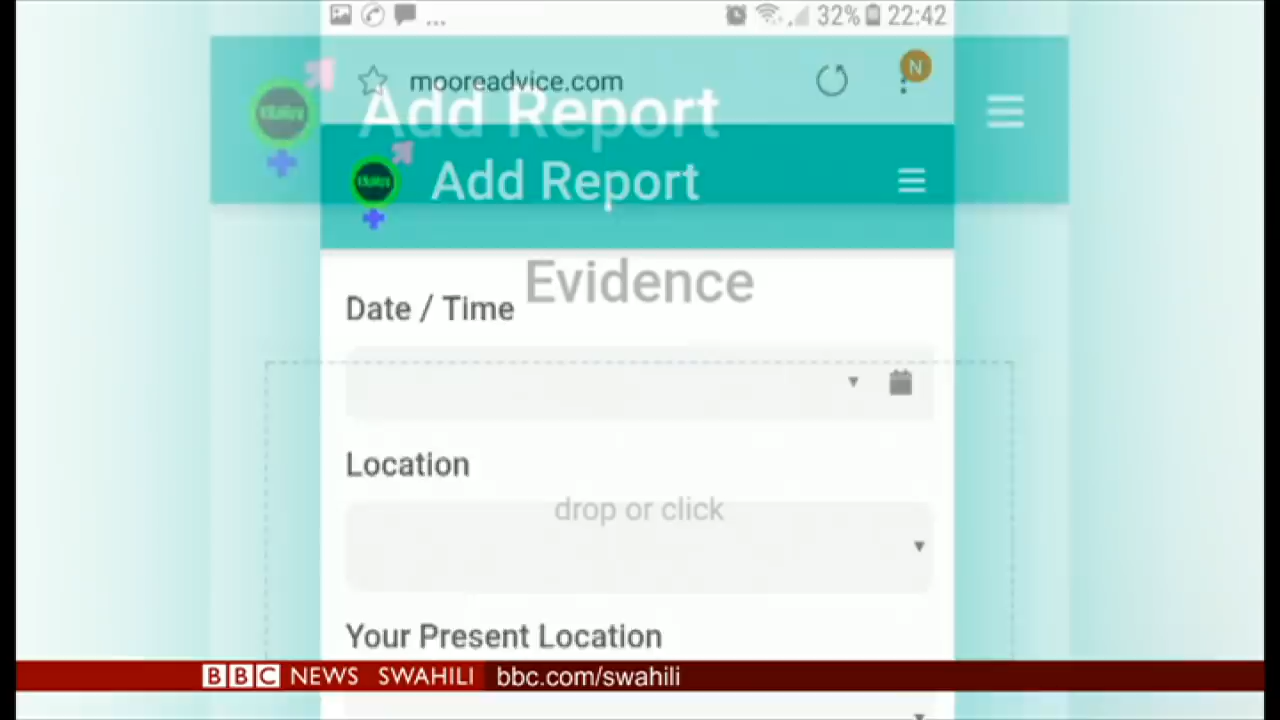 ... 32% 22:42
mooreadvice.com
N
Add Report
Add Report
Evidence
Date / Time
Location
drop or click
Your Present Location
BBC NEWS SWAHILI bbc.com/swahili